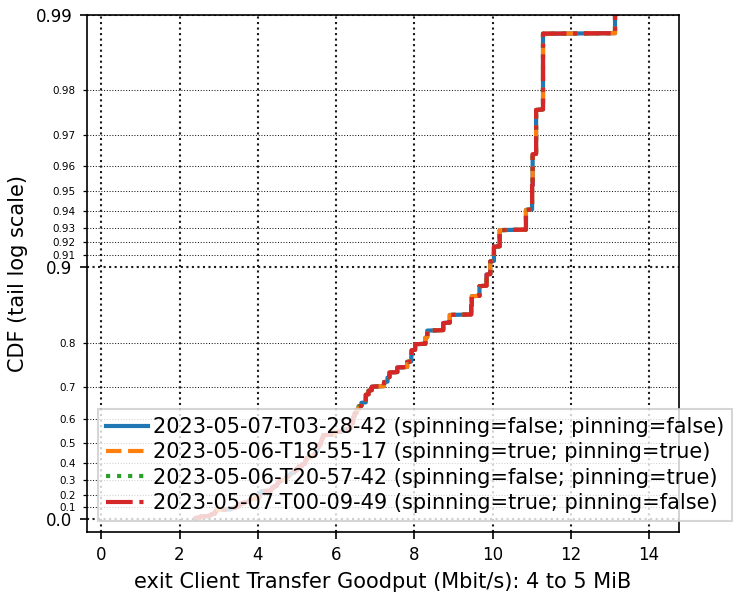 0.99
0.98
0.97
0.96
0.95
0.94
0.93
0.92
0.91
0.9
0.8
0.7
0.6
0.5
0.4
0.3
0.2
0.1
0.0
CDF (tail log scale)
2023-05-07-T03-28-42 (spinning=false; pinning=false)
2023-05-06-T18-55-17 (spinning=true; pinning=true)
2023-05-06-T20-57-42 (spinning=false; pinning=true)
2023-05-07-T00-09-49 (spinning=true; pinning=false)
0 2 4 6 8 10 12 14
exit Client Transfer Goodput (Mbit/s): 4 to 5 MiB